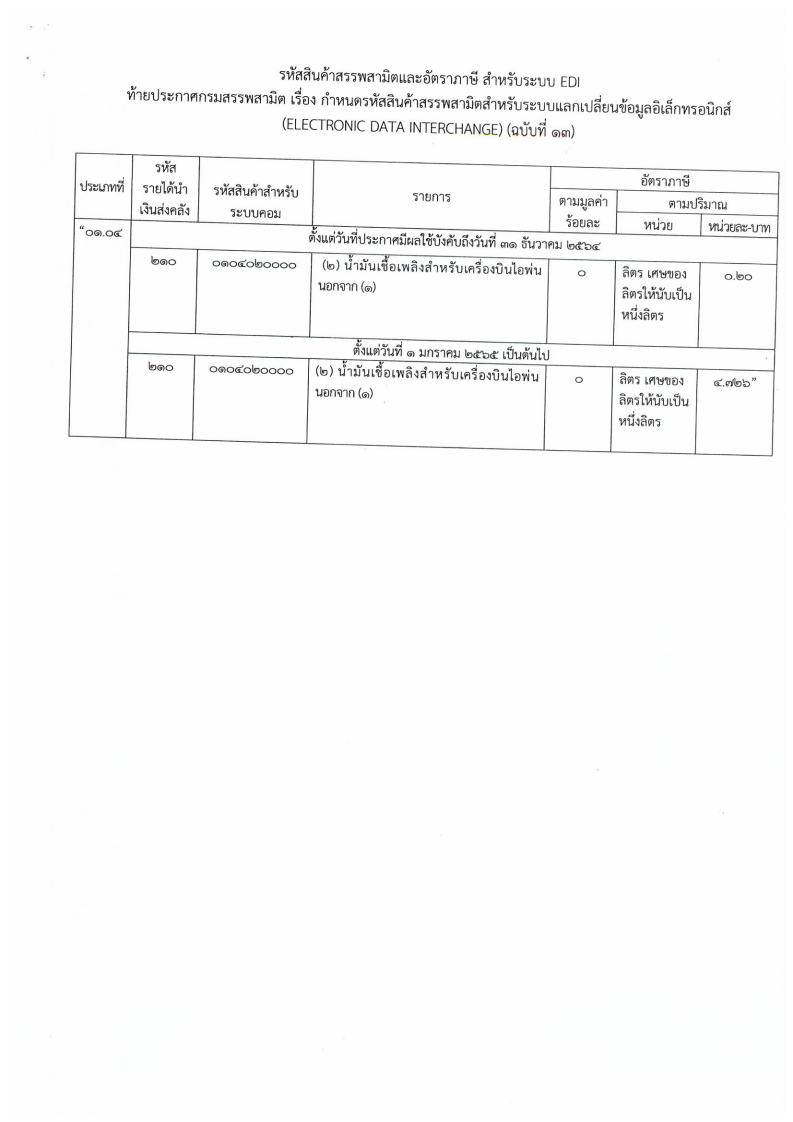 รหัสสินค้าสรรพสามิตและอัตราภาษี สำหรับระบบ EDI
ท้ายประกาศกรมสรรพสามิต เรื่อง กำหนดรหัสสินค้าสรรพสามิตสำหรับระบบแลกเปลี่ยนข้อมูลอิเล็กทรอนิกส์
(ELECTRONIC DATA INTERCHANGE) (ฉบับที่ ๑๓)
ประเภทที่
รหัส
รายได้นำ
เงินส่งคลัง
รหัสสินค้าสำหรับ
ระบบคอม
รายการ
อัตราภาษี
ตามมูลค่า
ร้อยละ
ตามปริมาณ
หน่วย
หน่วยละ-บาท
“๐๑.๐๔
ตั้งแต่วันที่ประกาศมีผลใช้บังคับถึงวันที่ ๓๑ ธันวาคม ๒๕๖๔
๒๑๐
๐๑๐๔๐๒๐๐๐๐
(๒) น้ำมันเชื้อเพลิงสำหรับเครื่องบินไอพ่น
นอกจาก (๑)
๐
ลิตร เศษของ
ลิตรให้นับเป็น
หนึ่งลิตร
๐.๒๐
ตั้งแต่วันที่ ๑ มกราคม ๒๕๖๕ เป็นต้นไป
๒๑๐
๐๑๐๔๐๒๐๐๐๐
(๒) น้ำมันเชื้อเพลิงสำหรับเครื่องบินไอพ่น
นอกจาก (๑)
๐
ลิตร เศษของ
ลิตรให้นับเป็น
หนึ่งลิตร
๔.๗๒๖”